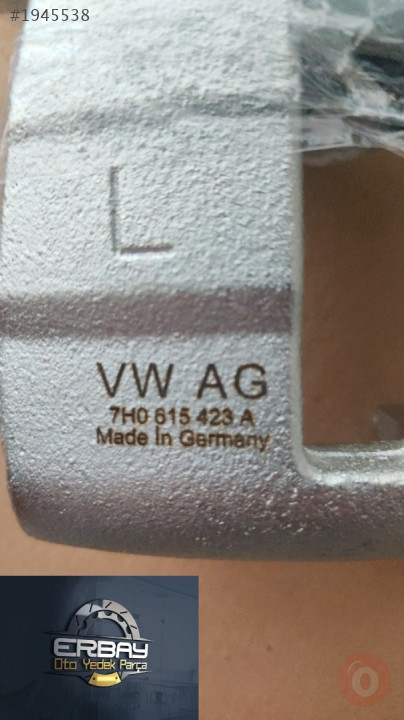 #1945538
L
VW AG
7H0 615 423 A
Made In Germany
ERBAY
Oto Yedek Parça